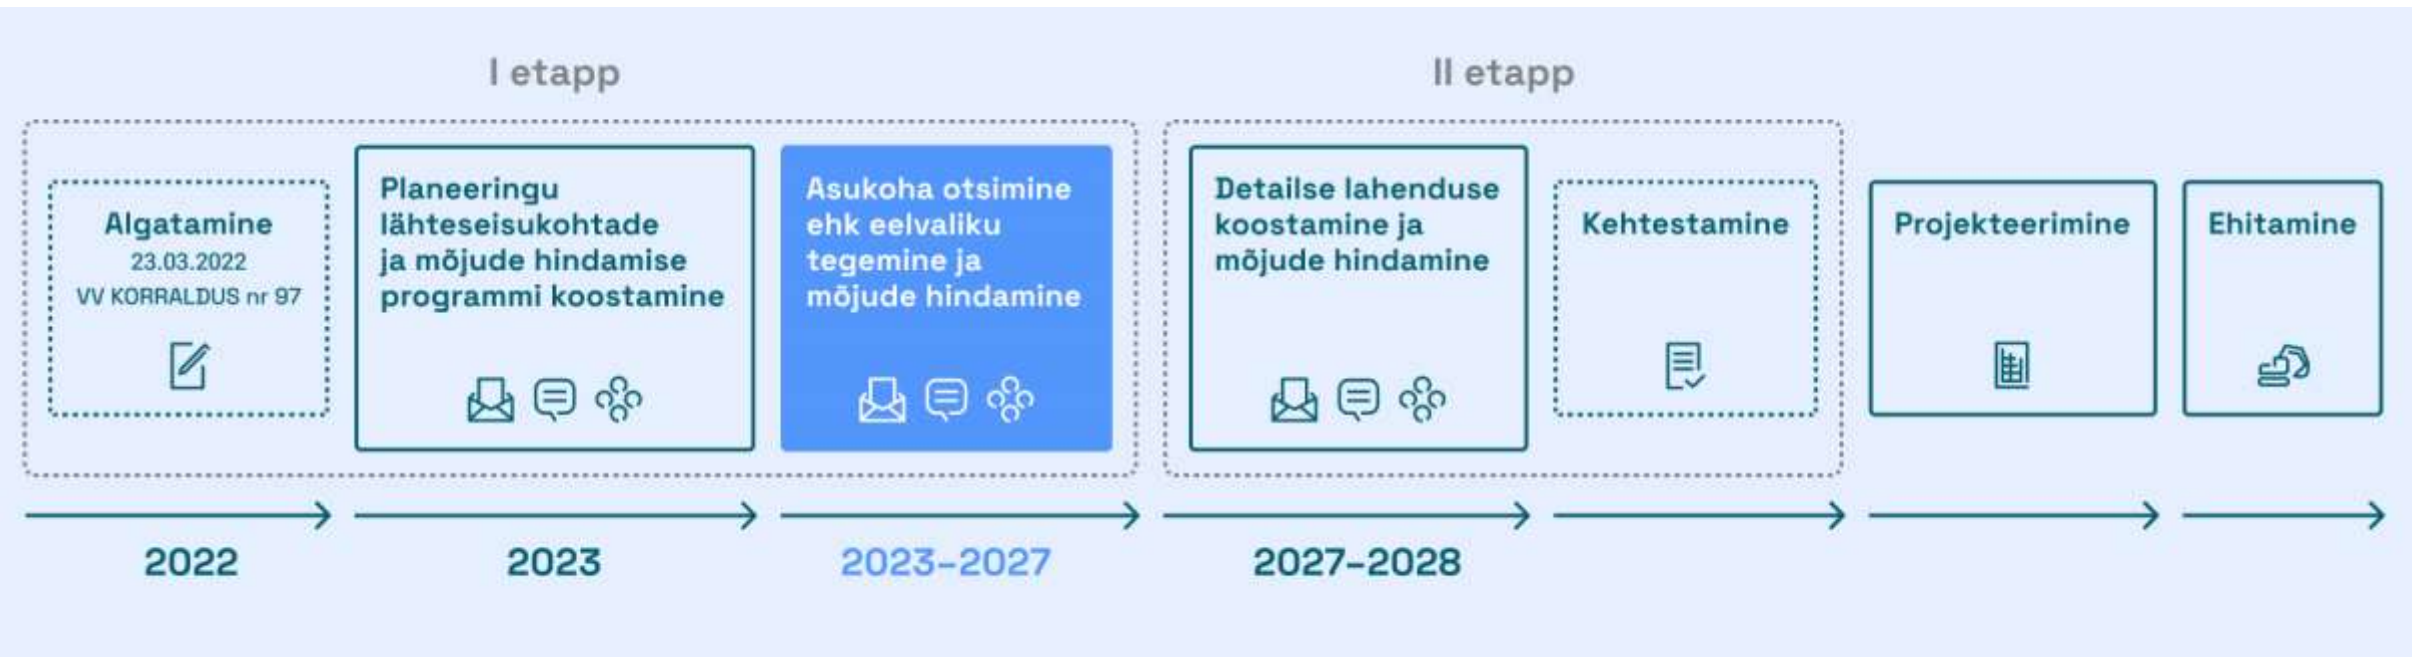 I etapp
II etapp
Algatamine
23.03.2022
VV KORRALDUS nr 97
Planeeringu
lähteseisukohtade
ja mõjude hindamise
programmi koostamine
Asukoha otsimine
ehk eelvaliku
tegemine ja
mõjude hindamine
Detailse lahenduse
koostamine ja
mõjude hindamine
Kehtestamine
Projekteerimine
Ehitamine
2022
2023
2023–2027
2027–2028